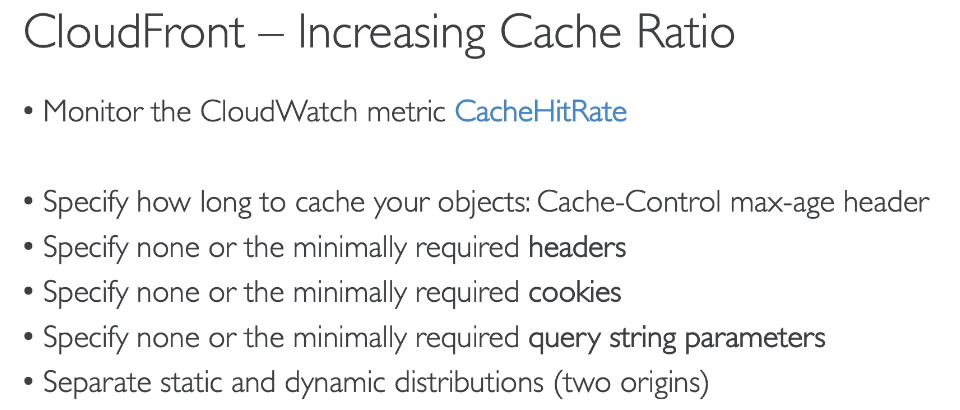 CloudFront – Increasing Cache Ratio
• Monitor the CloudWatch metric CacheHitRate
• Specify how long to cache your objects: Cache-Control max-age header
• Specify none or the minimally required headers
• Specify none or the minimally required cookies
• Specify none or the minimally required query string parameters
• Separate static and dynamic distributions (two origins)